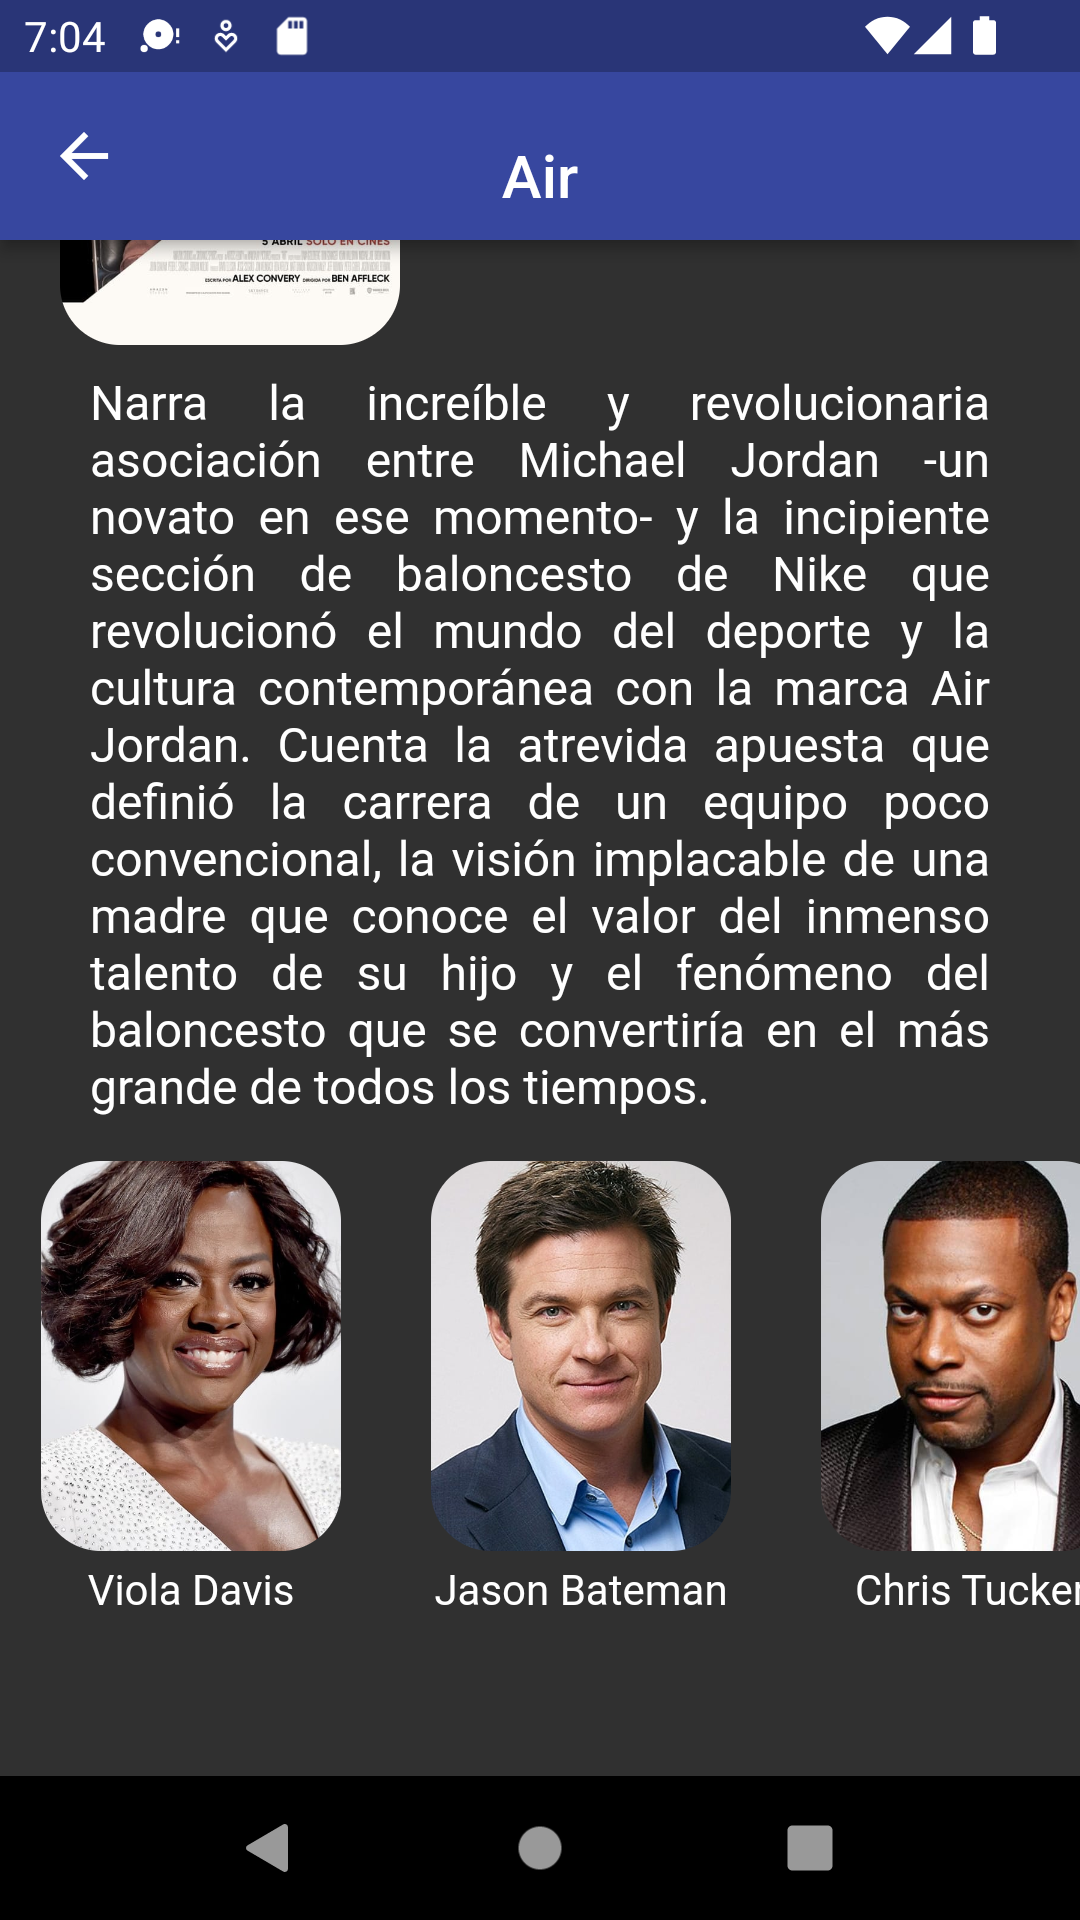 7:04
Air
5 ABRIL SOLO EN CINES
ESCRITA POR ALEX CONVERY DIRIGIDA POR BEN AFFLECK
Narra la increíble y revolucionaria
asociación entre Michael Jordan -un
novato en ese momento- y la incipiente
sección de baloncesto de Nike que
revolucionó el mundo del deporte y la
cultura contemporánea con la marca Air
Jordan. Cuenta la atrevida apuesta que
definió la carrera de un equipo poco
convencional, la visión implacable de una
madre que conoce el valor del inmenso
talento de su hijo y el fenómeno del
baloncesto que se convertiría en el más
grande de todos los tiempos.
Viola Davis
Jason Bateman
Chris Tucker